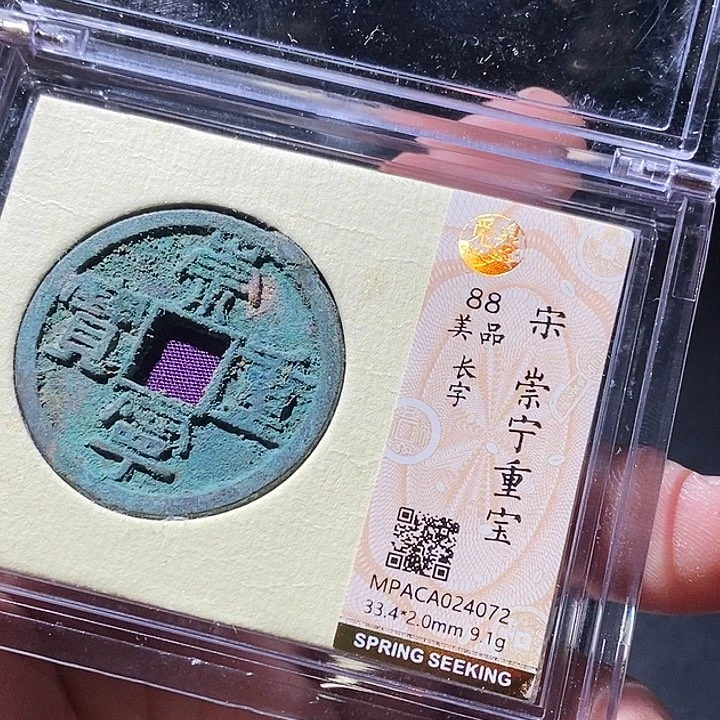 崇
寧
重
寳
88
美品
长字
宋 崇宁重宝
MPACA024072
33.4*2.0mm 9.1g
SPRING SEEKING